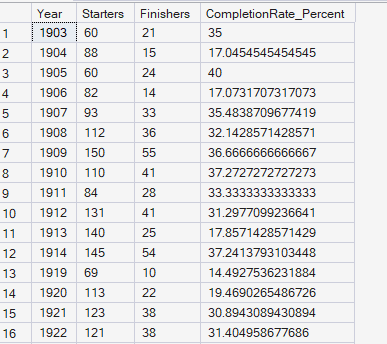 Year Starters Finishers CompletionRate_Percent
1 1903 60 21 35
2 1904 88 15 17.0454545454545
3 1905 60 24 40
4 1906 82 14 17.0731707317073
5 1907 93 33 35.4838709677419
6 1908 112 36 32.1428571428571
7 1909 150 55 36.6666666666667
8 1910 110 41 37.2727272727273
9 1911 84 28 33.3333333333333
10 1912 131 41 31.2977099236641
11 1913 140 25 17.8571428571429
12 1914 145 54 37.2413793103448
13 1919 69 10 14.4927536231884
14 1920 113 22 19.4690265486726
15 1921 123 38 30.8943089430894
16 1922 121 38 31.404958677686